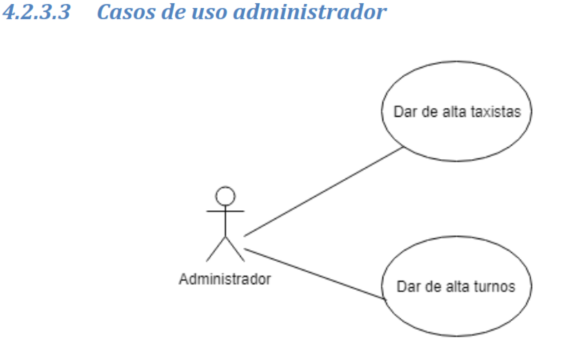 4.2.3.3 Casos de uso administrador
Dar de alta taxistas
Administrador
Dar de alta turnos